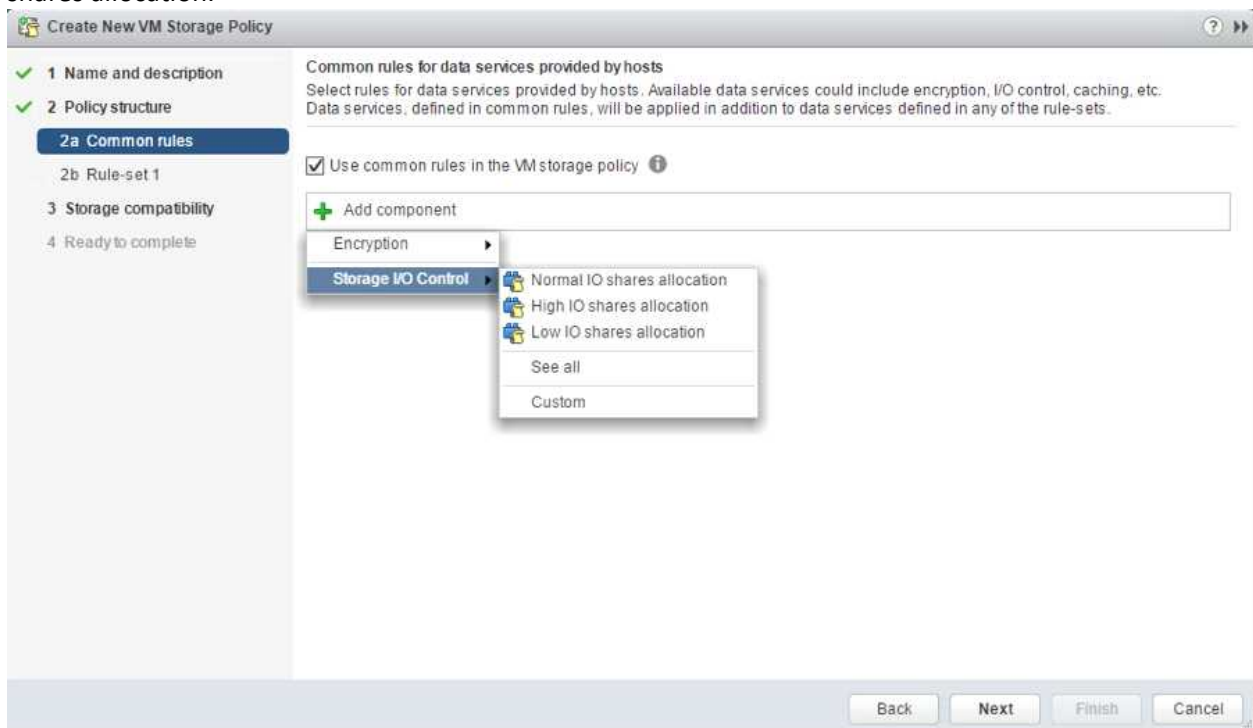 shares allocation.
Create New VM Storage Policy
1 Name and description
2 Policy structure
2a Common rules
2b Rule-set 1
3 Storage compatibility
4 Ready to complete
Common rules for data services provided by hosts
Select rules for data services provided by hosts. Available data services could include encryption, I/O control, caching, etc.
Data services, defined in common rules, will be applied in addition to data services defined in any of the rule-sets.
Use common rules in the VM storage policy
Add component
Encryption
Storage I/O Control
Normal IO shares allocation
High IO shares allocation
Low IO shares allocation
See all
Custom
Back
Next
Finish
Cancel